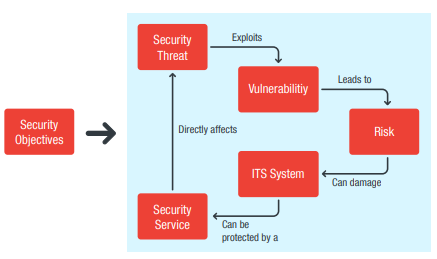 Security
Threat
Exploits
Vulnerabilitiy
Leads to
Risk
Security
Objectives
Directly affects
ITS System
Can damage
Security
Service
Can be
protected by a